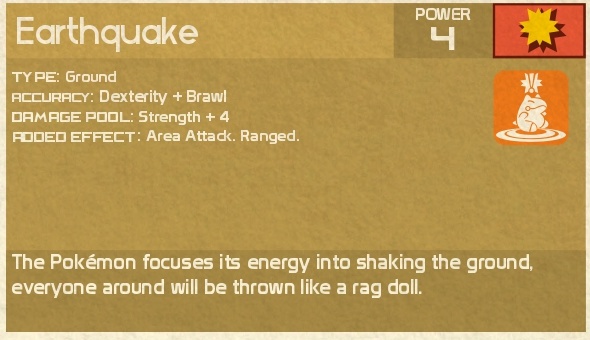 Earthquake
POWER
4
TYPE: Ground
ACCURACY: Dexterity + Brawl
DAMAGE POOL: Strength + 4
ADDED EFFECT: Area Attack. Ranged.
The Pokémon focuses its energy into shaking the ground,
everyone around will be thrown like a rag doll.